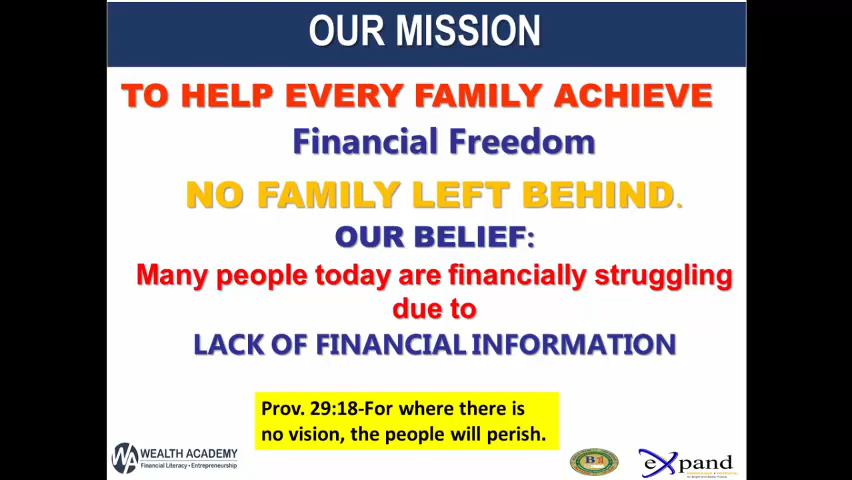 OUR MISSION
TO HELP EVERY FAMILY ACHIEVE
Financial Freedom
NO FAMILY LEFT BEHIND.
OUR BELIEF:
Many people today are financially struggling
due to
LACK OF FINANCIAL INFORMATION
Prov. 29:18-For where there is
no vision, the people will perish.
WA WEALTH ACADEMY
Financial Literacy • Entrepreneurship
eXpand